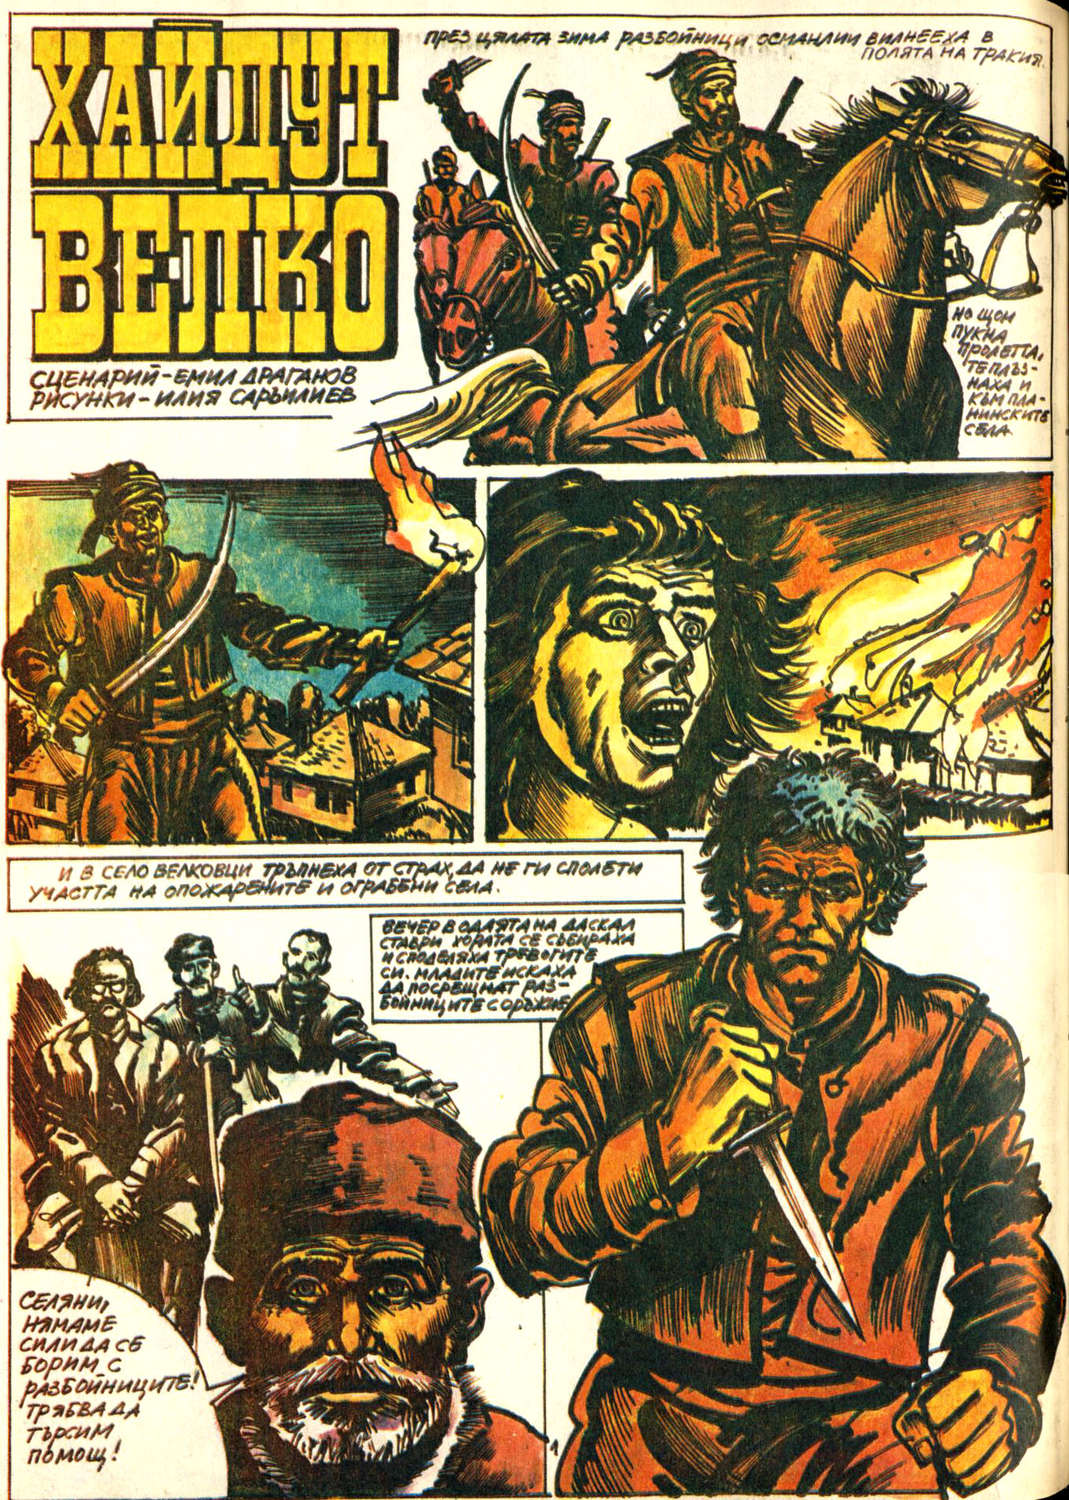 ХАЙДУТ
ВЕЛКО
СЦЕНАРИЙ - ЕМИЛ ДРАГАНОВ
РИСУНКИ - ИЛИЯ САРЪИЛИЕВ
ПРЕЗ ЦЯЛАТА ЗИМА РАЗБОЙНИЦИ ОСМАНЛИИ ВИЛНЕЕХА В
ПОЛЯТА НА ТРАКИЯ.
НО ЩОМ
ПУКНА
ПРОЛЕТТА,
ТЕ ПЛЪЗ-
НАХА И
КЪМ ПЛА-
НИНСКИТЕ
СЕЛА.
И В СЕЛО ВЕЛКОВЦИ ТРЪПНЕХА ОТ СТРАХ, ДА НЕ ГИ СПОЛЕТИ
УЧАСТТА НА ОПОЖАРЕНИТЕ И ОГРАБЕНИ СЕЛА.
ВЕЧЕР В ОДАЯТА НА ДАСКАЛ
СТАВРИ ХОРАТА СЕ СЪБИРАХА
И СПОДЕЛЯХА ТРЕВОГИТЕ
СИ. МЛАДИТЕ ИСКАХА
ДА ПОСРЕЩНАТ РАЗ-
БОЙНИЦИТЕ С ОРЪЖИЕ
СЕЛЯНИ,
НЯМАМЕ
СИЛИ ДА СЕ
БОРИМ С
РАЗБОЙНИЦИТЕ!
ТРЯБВА ДА
ТЪРСИМ
ПОМОЩ!
1